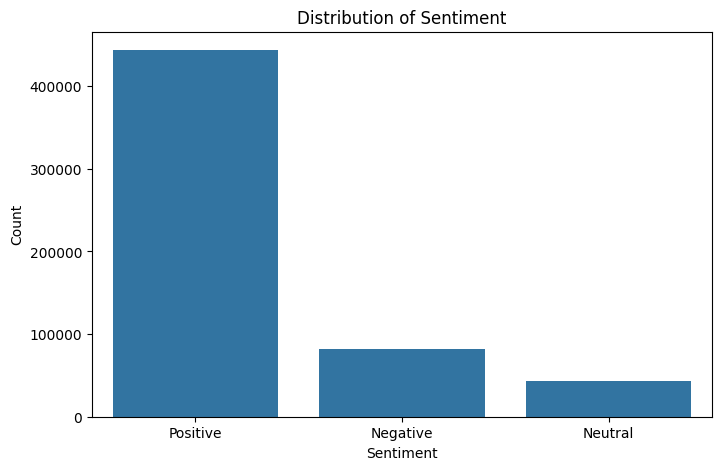 Distribution of Sentiment
400000
300000
200000
100000
0
Count
Positive
Negative
Neutral
Sentiment